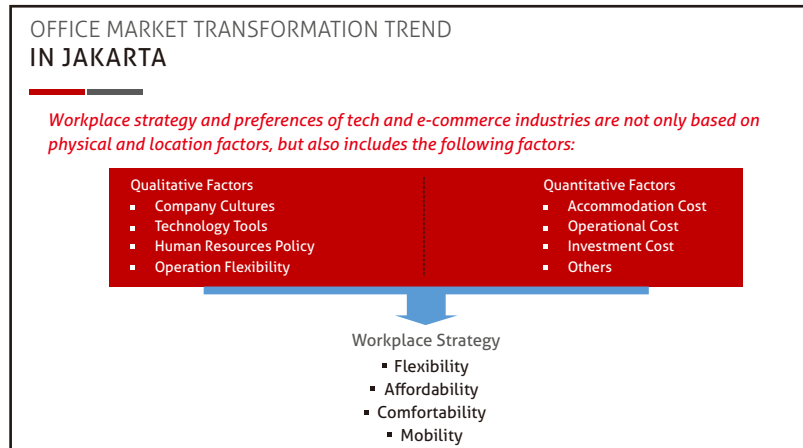 OFFICE MARKET TRANSFORMATION TREND
IN JAKARTA
Workplace strategy and preferences of tech and e-commerce industries are not only based on
physical and location factors, but also includes the following factors:
Qualitative Factors
▪ Company Cultures
▪ Technology Tools
▪ Human Resources Policy
▪ Operation Flexibility
Quantitative Factors
▪ Accommodation Cost
▪ Operational Cost
▪ Investment Cost
▪ Others
Workplace Strategy
▪ Flexibility
▪ Affordability
▪ Comfortability
▪ Mobility